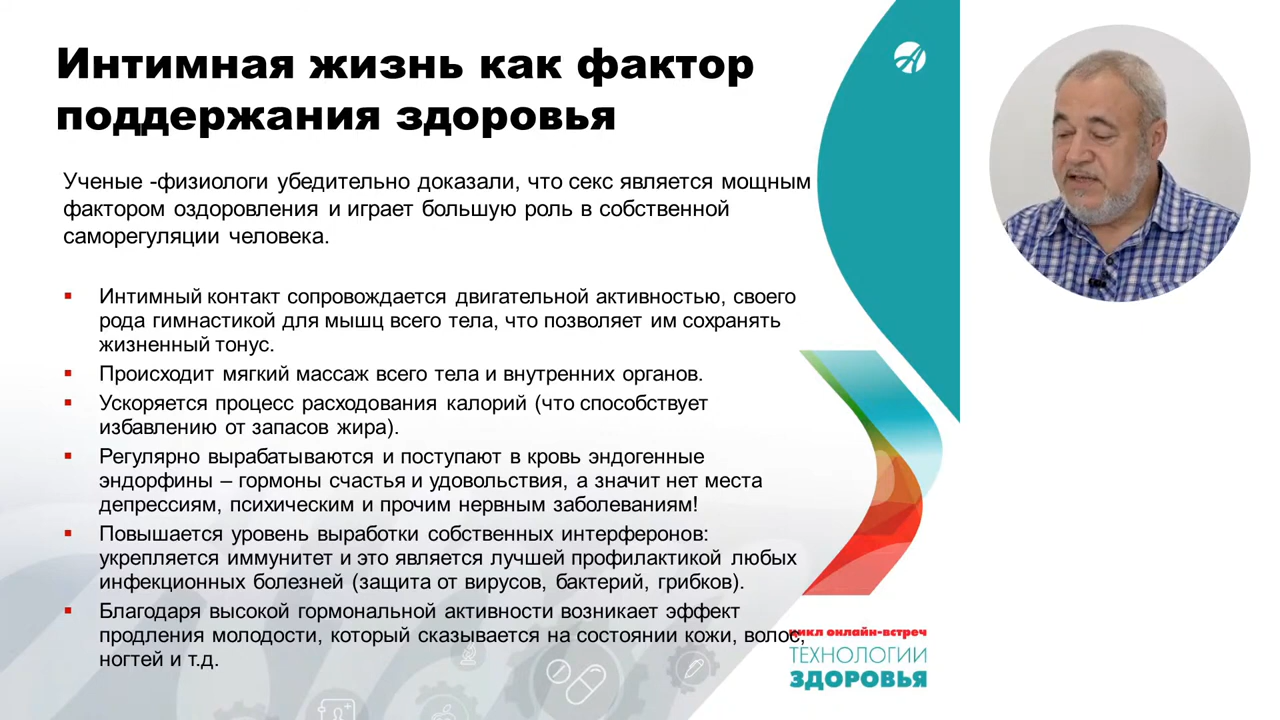 Интимная жизнь как фактор
поддержания здоровья
Ученые -физиологи убедительно доказали, что секс является мощным
фактором оздоровления и играет большую роль в собственной
саморегуляции человека.
Интимный контакт сопровождается двигательной активностью, своего
рода гимнастикой для мышц всего тела, что позволяет им сохранять
жизненный тонус.
Происходит мягкий массаж всего тела и внутренних органов.
Ускоряется процесс расходования калорий (что способствует
избавлению от запасов жира).
Регулярно вырабатываются и поступают в кровь эндогенные
эндорфины – гормоны счастья и удовольствия, а значит нет места
депрессиям, психическим и прочим нервным заболеваниям!
Повышается уровень выработки собственных интерферонов:
укрепляется иммунитет и это является лучшей профилактикой любых
инфекционных болезней (защита от вирусов, бактерий, грибков).
Благодаря высокой гормональной активности возникает эффект
продления молодости, который сказывается на состоянии кожи, волос,
ногтей и т.д.
цикл онлайн-встреч
ТЕХНОЛОГИИ
ЗДОРОВЬЯ